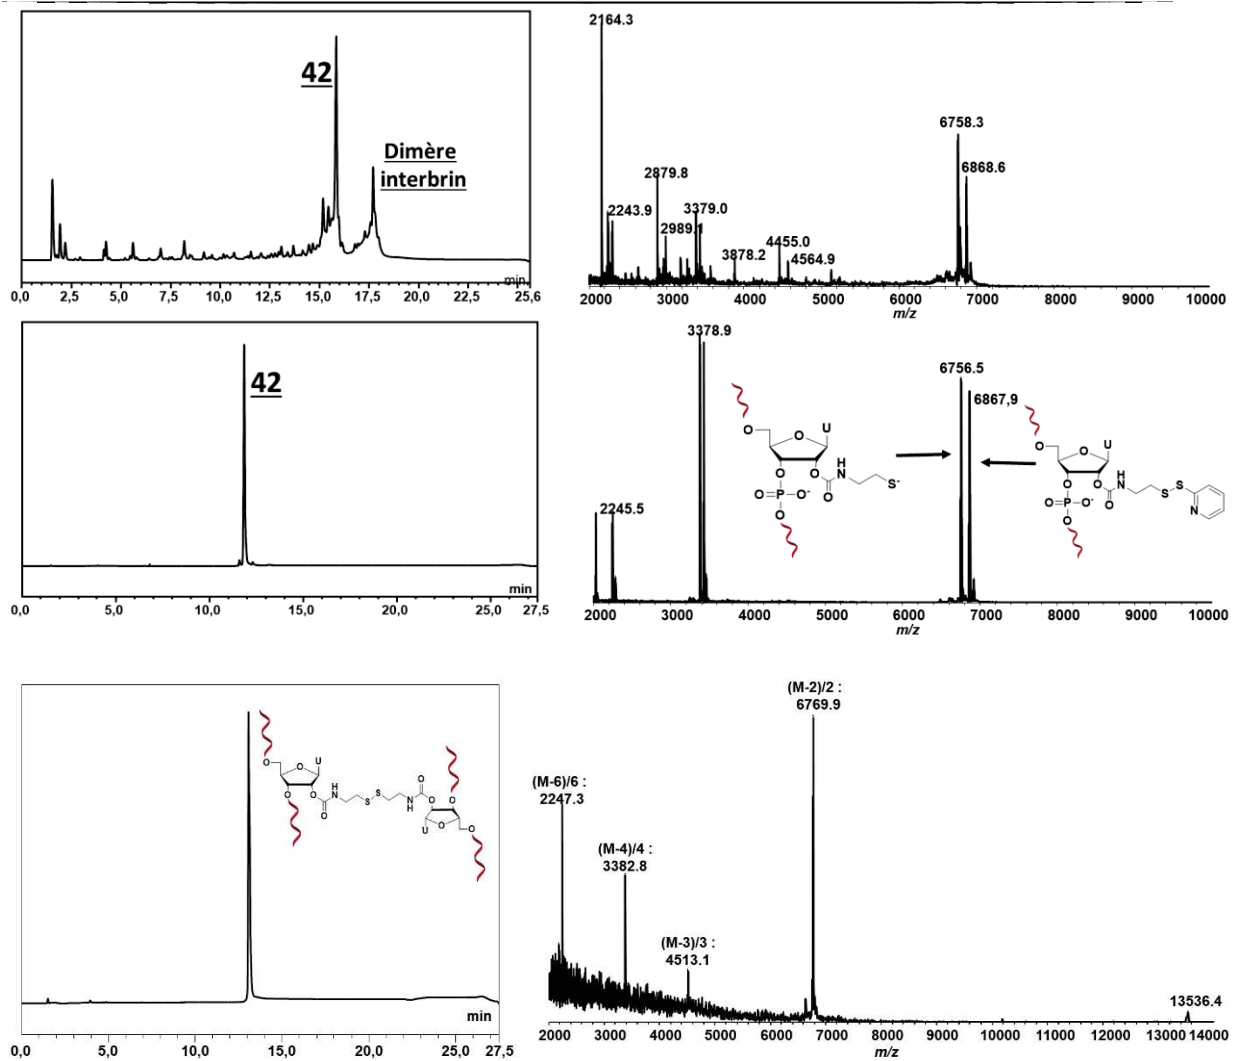 42
Dimère
interbrin
min
0,0 2,5 5,0 7,5 10,0 12,5 15,0 17,5 20,0 22,5 25,6
2164.3
2879.8
2243.9
2989
3379.0
3878.2
4455.0
4564.9
6758.3
6868.6
2000 3000 4000 5000 6000 7000 8000 9000 10000
m/z
42
min
0,0 5,0 10,0 15,0 20,0 27,5
3378.9
2245.5
6756.5
6867,9
O O U
O O N H
O=P-O- O S-
O
O O U
O O N H S S
O=P-O- O N
O
2000 3000 4000 5000 6000 7000 8000 9000 10000
m/z
O O U
O O N H S S N H O
O O O
U O O
min
0,0 5,0 10,0 15,0 20,0 27,5
(M-6)/6 :
2247.3
(M-4)/4 :
3382.8
(M-3)/3 :
4513.1
(M-2)/2 :
6769.9
13536.4
2000 3000 4000 5000 6000 7000 8000 9000 10000 11000 12000 13000 14000
m/z